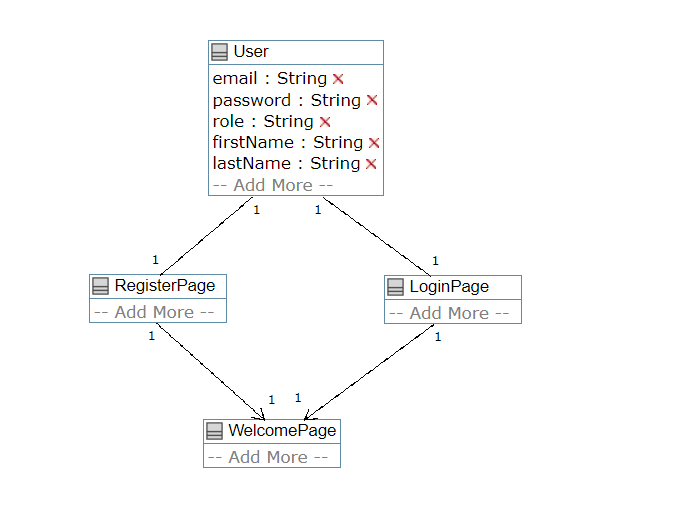 User
email : String
password : String
role : String
firstName : String
lastName : String
-- Add More --
1 1
1 1
RegisterPage LoginPage
-- Add More -- -- Add More --
1 1
1 1
WelcomePage
-- Add More --